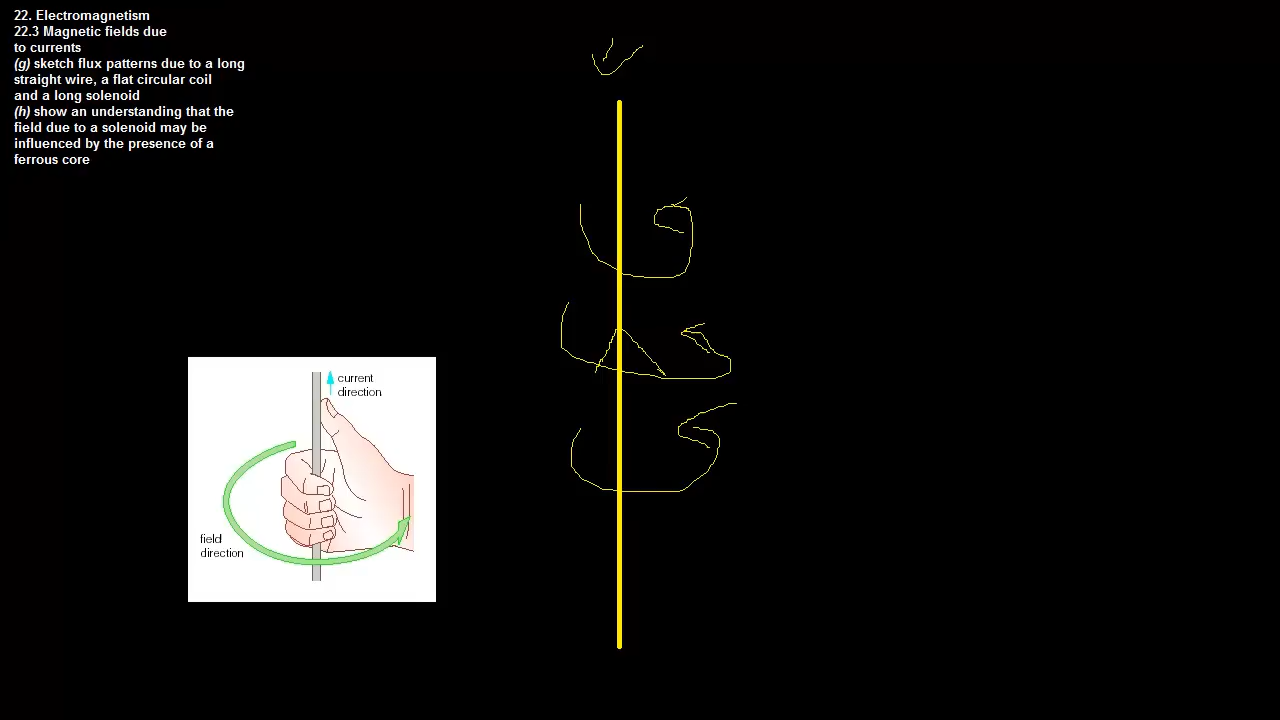 22. Electromagnetism
22.3 Magnetic fields due
to currents
(g) sketch flux patterns due to a long
straight wire, a flat circular coil
and a long solenoid
(h) show an understanding that the
field due to a solenoid may be
influenced by the presence of a
ferrous core
current
direction
field
direction